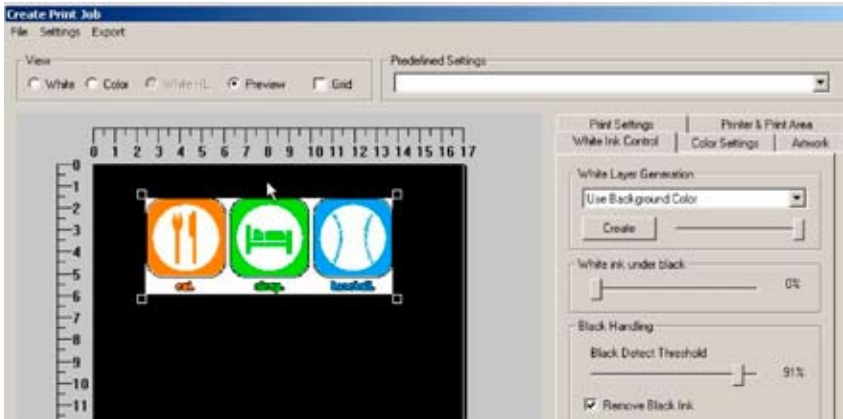 Create Print Job
File Settings Export
View
White Color White HL Preview Grid
Predefined Settings
Print Settings Printer & Print Area
White Ink Control Color Settings Artwork
0 1 2 3 4 5 6 7 8 9 10 11 12 13 14 15 16 17
0
1
2
3
4
5
6
7
8
9
10
11
eat. sleep. baseball.
White Layer Generation
Use Background Color
Create
White ink under black
0%
Black Handling
Black Detect Threshold
91%
Remove Black Ink